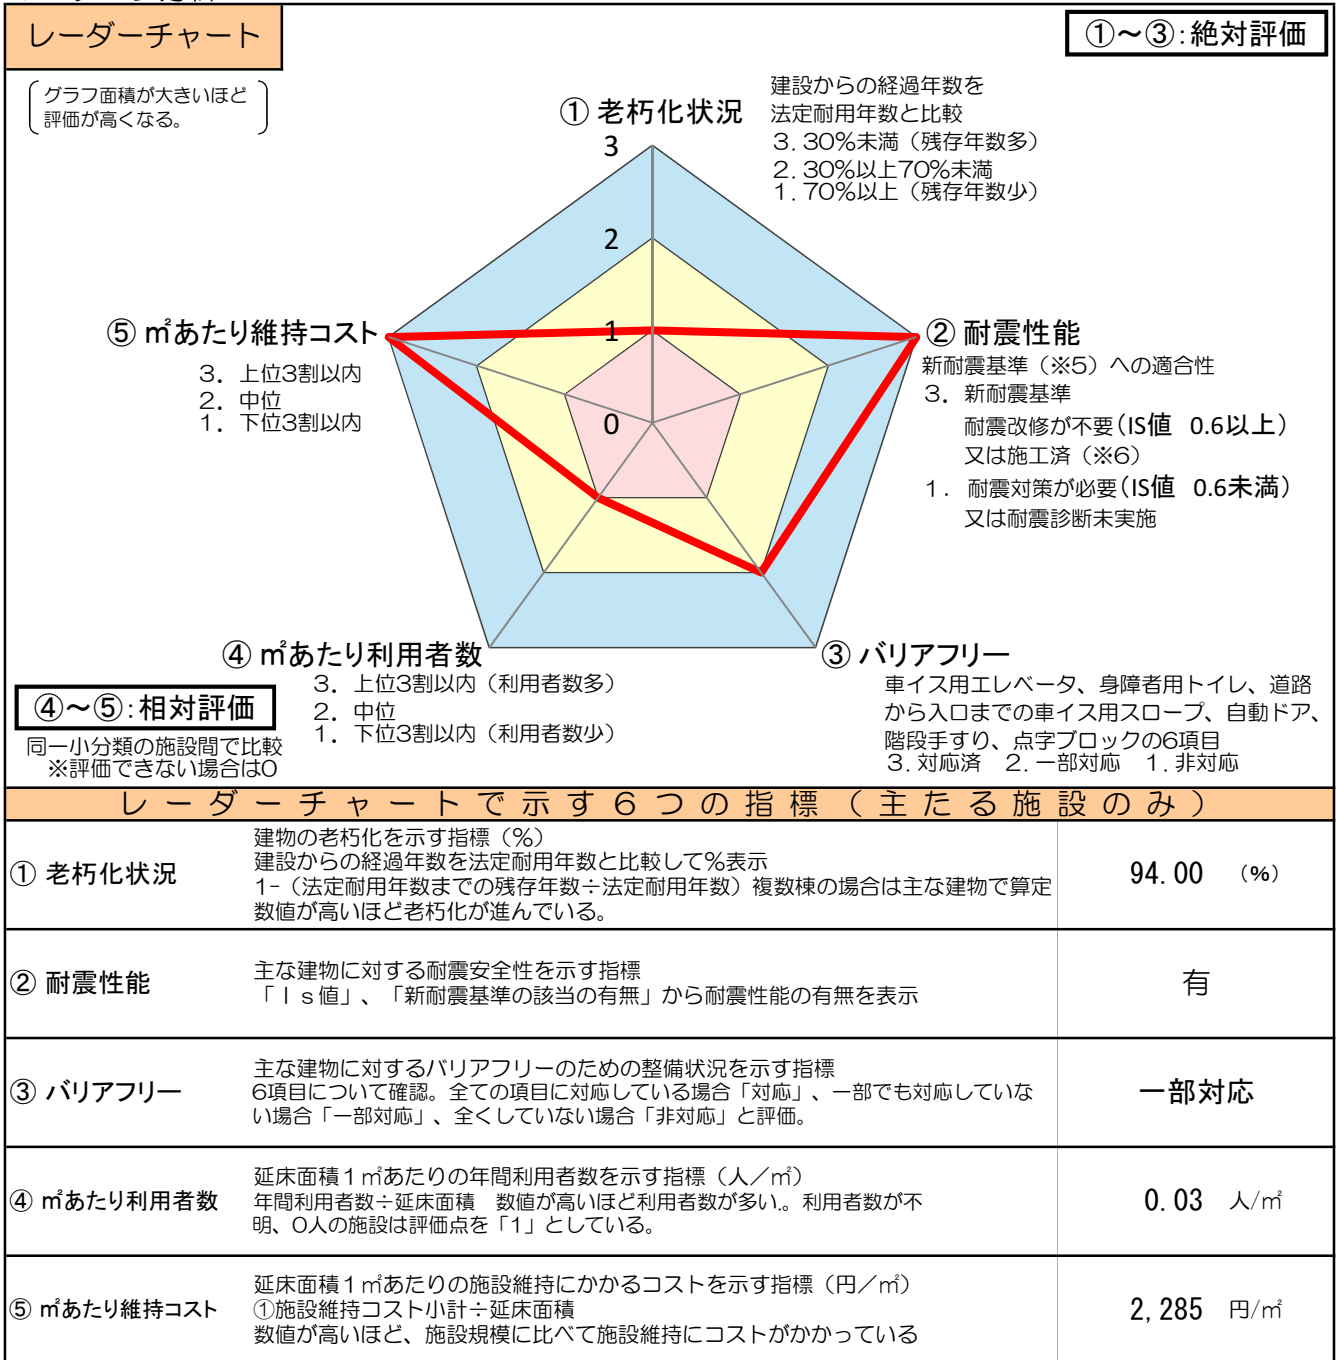 レーダーチャート
①～③:絶対評価
グラフ面積が大きいほど
評価が高くなる。
① 老朽化状況
建設からの経過年数を
法定耐用年数と比較
3.30%未満（残存年数多）
2.30%以上70%未満
1.70%以上（残存年数少）
3
2
1
0
⑤ ㎡あたり維持コスト
3. 上位3割以内
2. 中位
1. 下位3割以内
② 耐震性能
新耐震基準（※5）への適合性
3. 新耐震基準
耐震改修が不要(IS値 0.6以上)
又は施工済（※6）
1. 耐震対策が必要(IS値 0.6未満)
又は耐震診断未実施
④ ㎡あたり利用者数
3. 上位3割以内（利用者数多）
2. 中位
1. 下位3割以内（利用者数少）
③ バリアフリー
車イス用エレベータ、身障者用トイレ、道路
から入口までの車イス用スロープ、自動ドア、
階段手すり、点字ブロックの6項目
3.対応済 2.一部対応 1.非対応
④～⑤:相対評価
同一小分類の施設間で比較
※評価できない場合は0
レーダーチャートで示す６つの指標（主たる施設のみ）
① 老朽化状況
建物の老朽化を示す指標（%）
建設からの経過年数を法定耐用年数と比較して%表示
1-（法定耐用年数までの残存年数÷法定耐用年数）複数棟の場合は主な建物で算定
数値が高いほど老朽化が進んでいる。
94.00 （%）
② 耐震性能
主な建物に対する耐震安全性を示す指標
「Ｉｓ値」、「新耐震基準の該当の有無」から耐震性能の有無を表示
有
③ バリアフリー
主な建物に対するバリアフリーのための整備状況を示す指標
6項目について確認。全ての項目に対応している場合「対応」、一部でも対応していな
い場合「一部対応」、全くしていない場合「非対応」と評価。
一部対応
④ ㎡あたり利用者数
延床面積１㎡あたりの年間利用者数を示す指標（人／㎡）
年間利用者数÷延床面積　数値が高いほど利用者数が多い。利用者数が不
明、0人の施設は評価点を「1」としている。
0.03 人/㎡
⑤ ㎡あたり維持コスト
延床面積１㎡あたりの施設維持にかかるコストを示す指標（円／㎡）
①施設維持コスト小計÷延床面積
数値が高いほど、施設規模に比べて施設維持にコストがかかっている
2,285 円/㎡